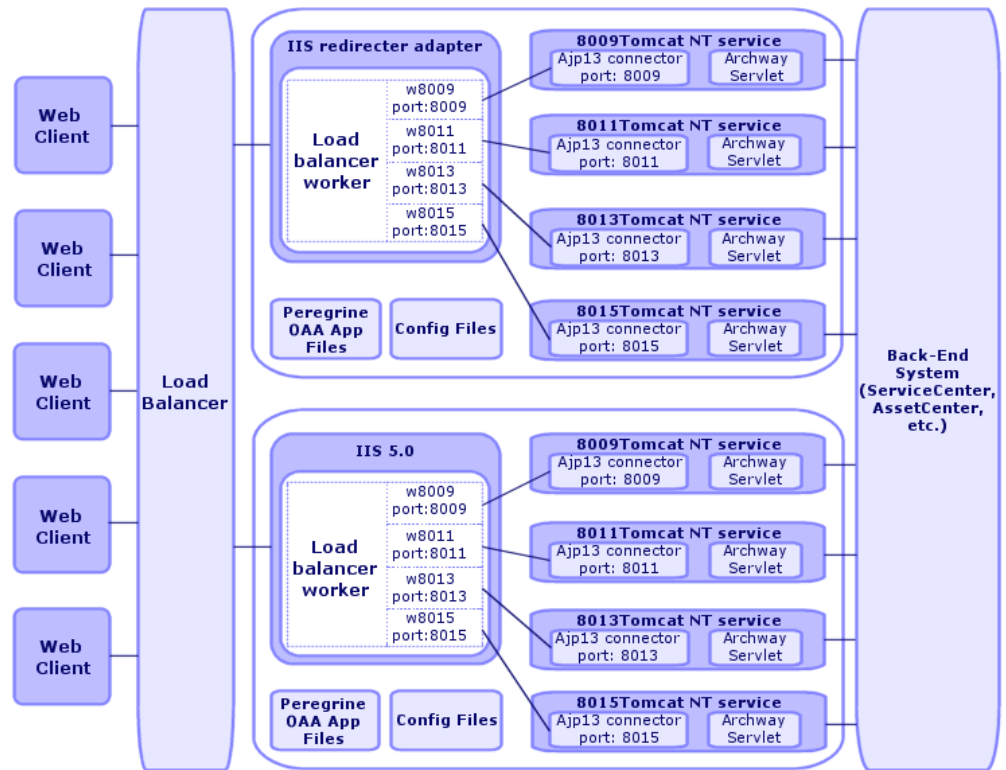 Web
Client
Web
Client
Web
Client
Web
Client
Web
Client
Load
Balancer
IIS redirecter adapter
Load
balancer
worker
w8009
port:8009
w8011
port:8011
w8013
port:8013
w8015
port:8015
Peregrine
OAA App
Files
Config Files
8009Tomcat NT service
Ajp13 connector
port: 8009
Archway
Servlet
8011Tomcat NT service
Ajp13 connector
port: 8011
Archway
Servlet
8013Tomcat NT service
Ajp13 connector
port: 8013
Archway
Servlet
8015Tomcat NT service
Ajp13 connector
port: 8015
Archway
Servlet
IIS 5.0
Load
balancer
worker
w8009
port:8009
w8011
port:8011
w8013
port:8013
w8015
port:8015
Peregrine
OAA App
Files
Config Files
8009Tomcat NT service
Ajp13 connector
port: 8009
Archway
Servlet
8011Tomcat NT service
Ajp13 connector
port: 8011
Archway
Servlet
8013Tomcat NT service
Ajp13 connector
port: 8013
Archway
Servlet
8015Tomcat NT service
Ajp13 connector
port: 8015
Archway
Servlet
Back-End
System
(ServiceCenter,
AssetCenter,
etc.)